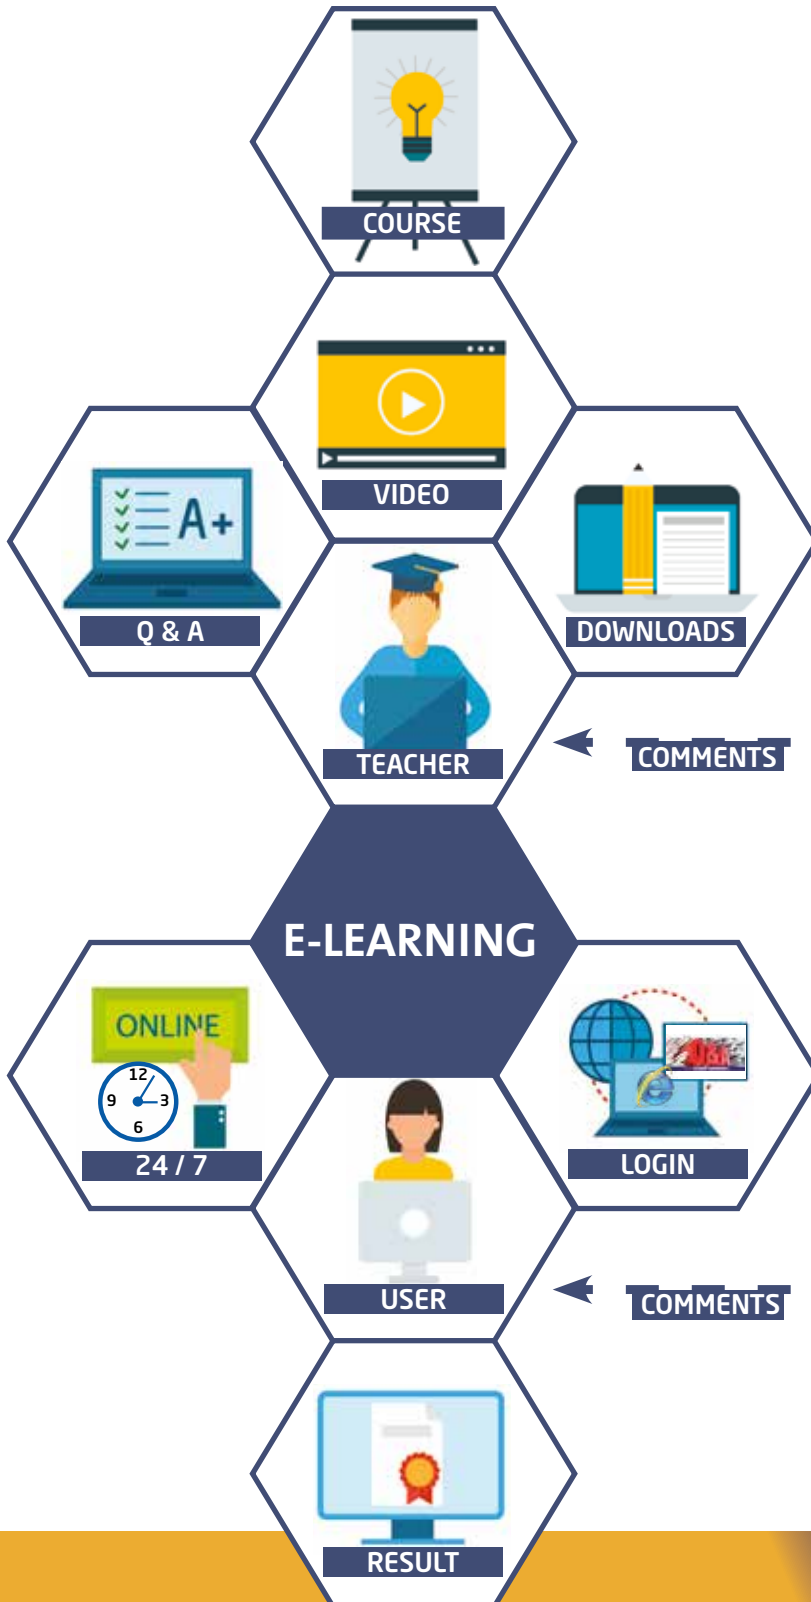 COURSE
VIDEO
A+
Q & A
DOWNLOADS
TEACHER
COMMENTS
E-LEARNING
ONLINE
12
9 3
6
24 / 7
LOGIN
USER
COMMENTS
RESULT